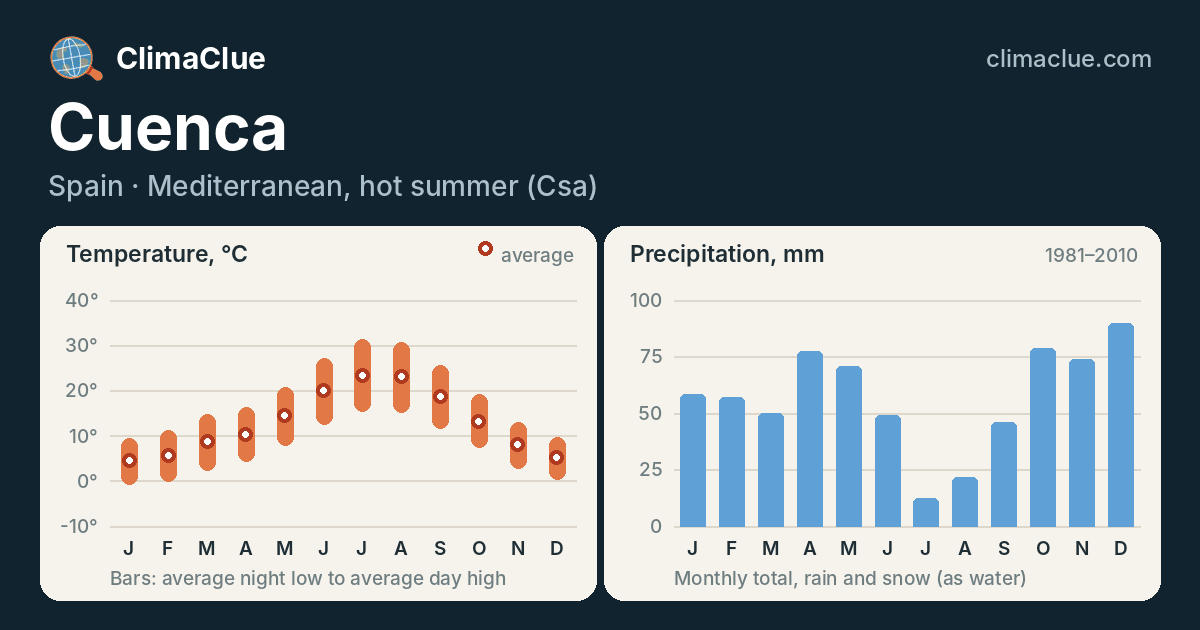 ClimaClue
climaclue.com
Cuenca
Spain · Mediterranean, hot summer (Csa)
Temperature, °C
average
40°
30°
20°
10°
0°
-10°
J F M A M J J A S O N D
Bars: average night low to average day high
Precipitation, mm
1981–2010
100
75
50
25
0
J F M A M J J A S O N D
Monthly total, rain and snow (as water)